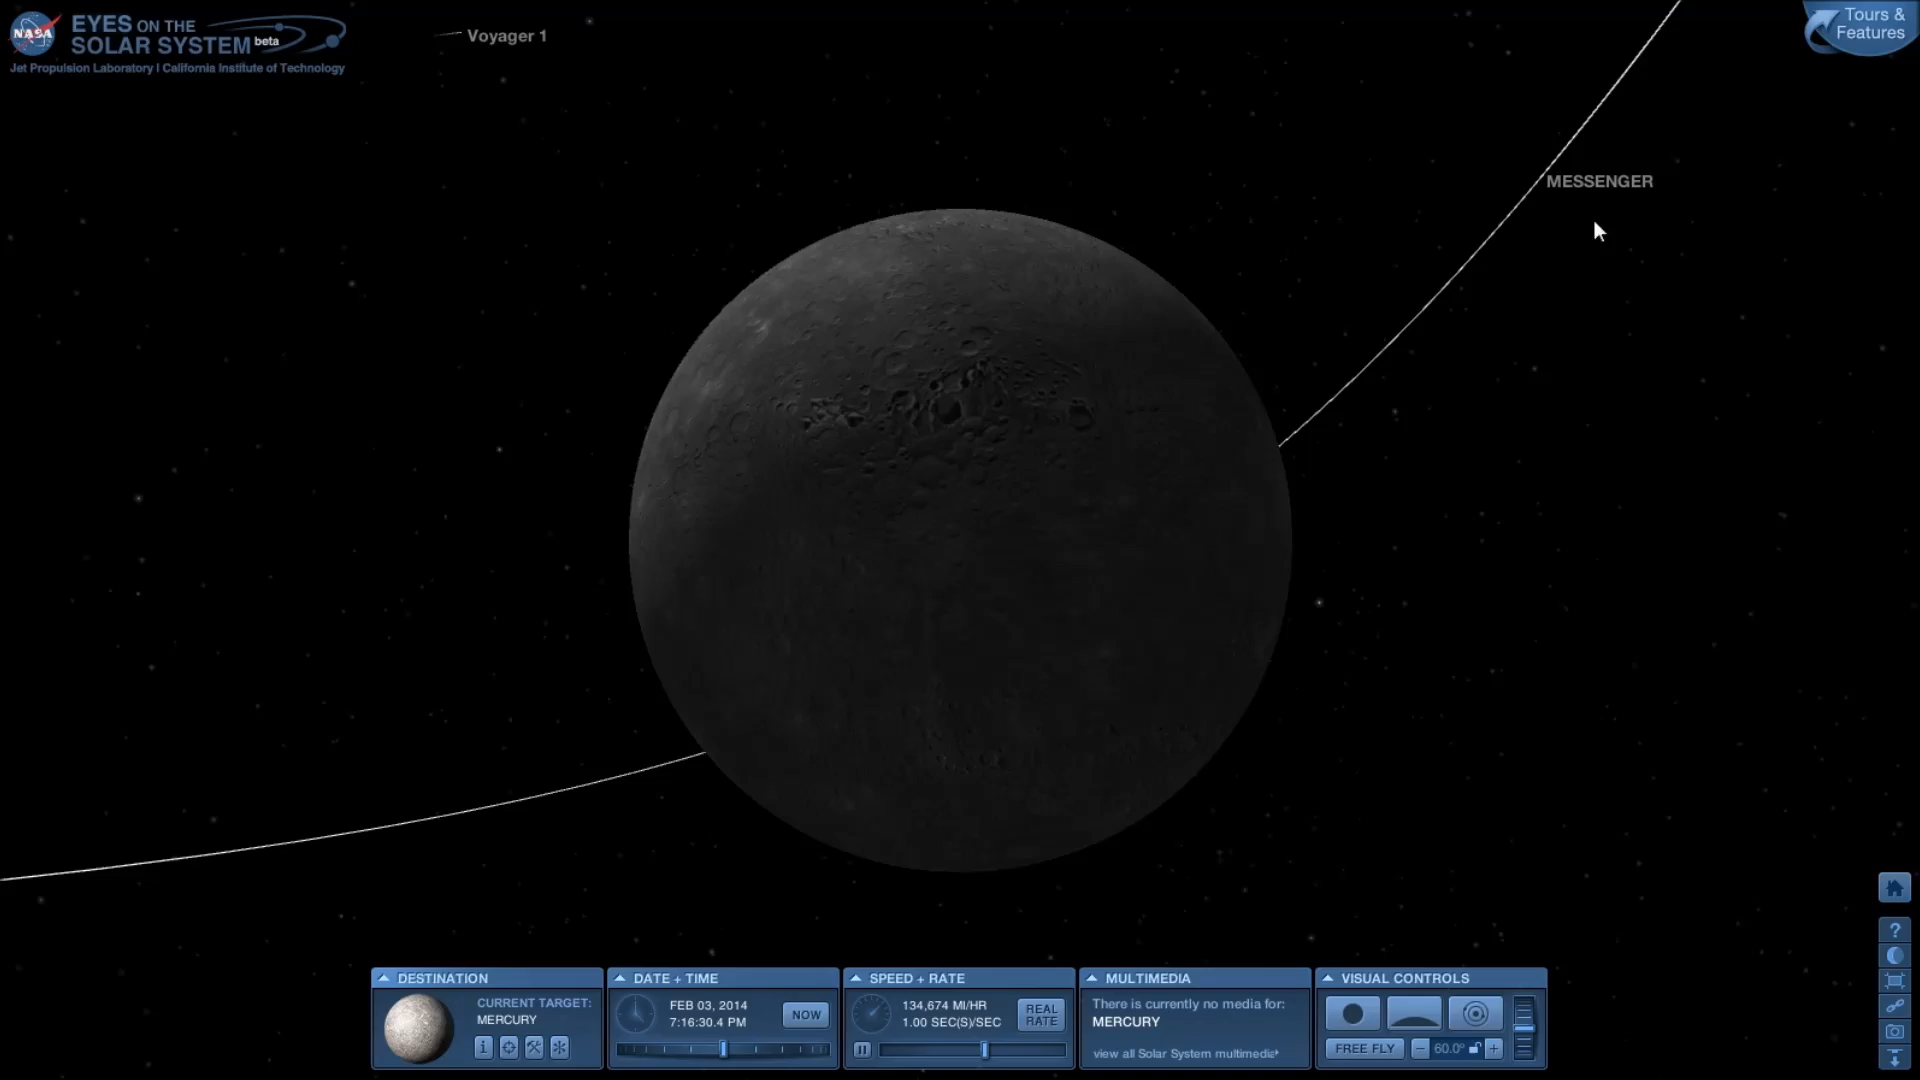 NASA
EYES ON THE
SOLAR SYSTEM beta
Jet Propulsion Laboratory | California Institute of Technology
Voyager 1
Tours &
Features
MESSENGER
DESTINATION
CURRENT TARGET:
MERCURY
DATE + TIME
FEB 03, 2014
7:16:30.4 PM
NOW
SPEED + RATE
134,674 MI/HR
1.00 SEC(S)/SEC
REAL
RATE
MULTIMEDIA
There is currently no media for:
MERCURY
view all Solar System multimedia
VISUAL CONTROLS
FREE FLY
60.0°